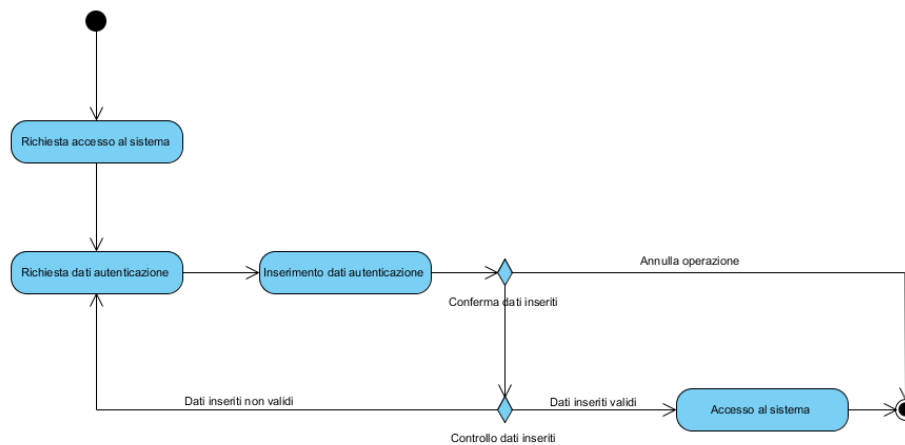 Richiesta accesso al sistema
Richiesta dati autenticazione
Inserimento dati autenticazione
Annulla operazione
Conferma dati inseriti
Dati inseriti non validi
Dati inseriti validi
Accesso al sistema
Controllo dati inseriti